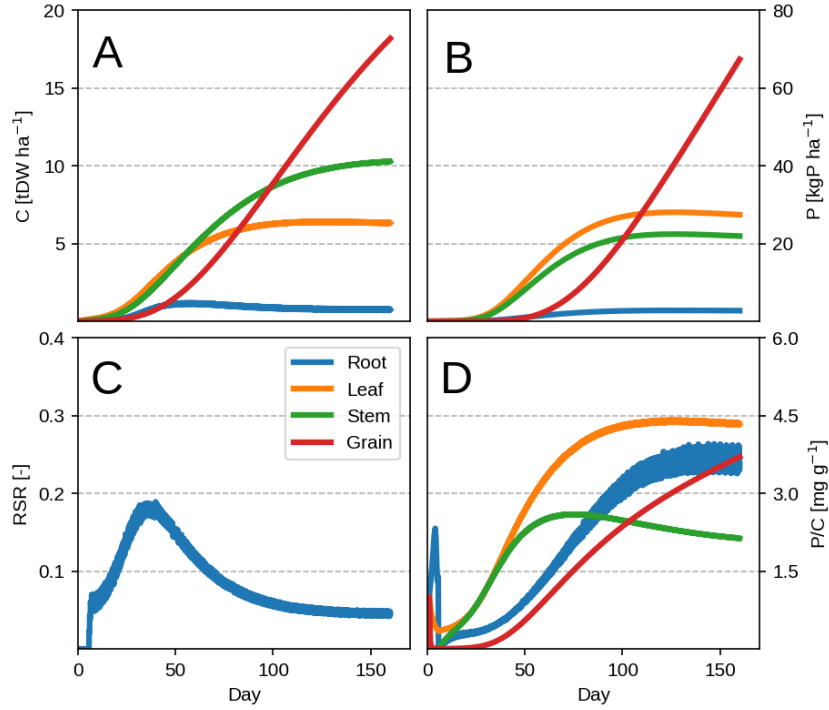 A
B
C
D
C [tDW ha⁻¹]
20
15
10
5
P [kgP ha⁻¹]
80
60
40
20
RSR [-]
0.4
0.3
0.2
0.1
Root
Leaf
Stem
Grain
P/C [mg g⁻¹]
6.0
4.5
3.0
1.5
0
50
100
150
Day
0
50
100
150
Day